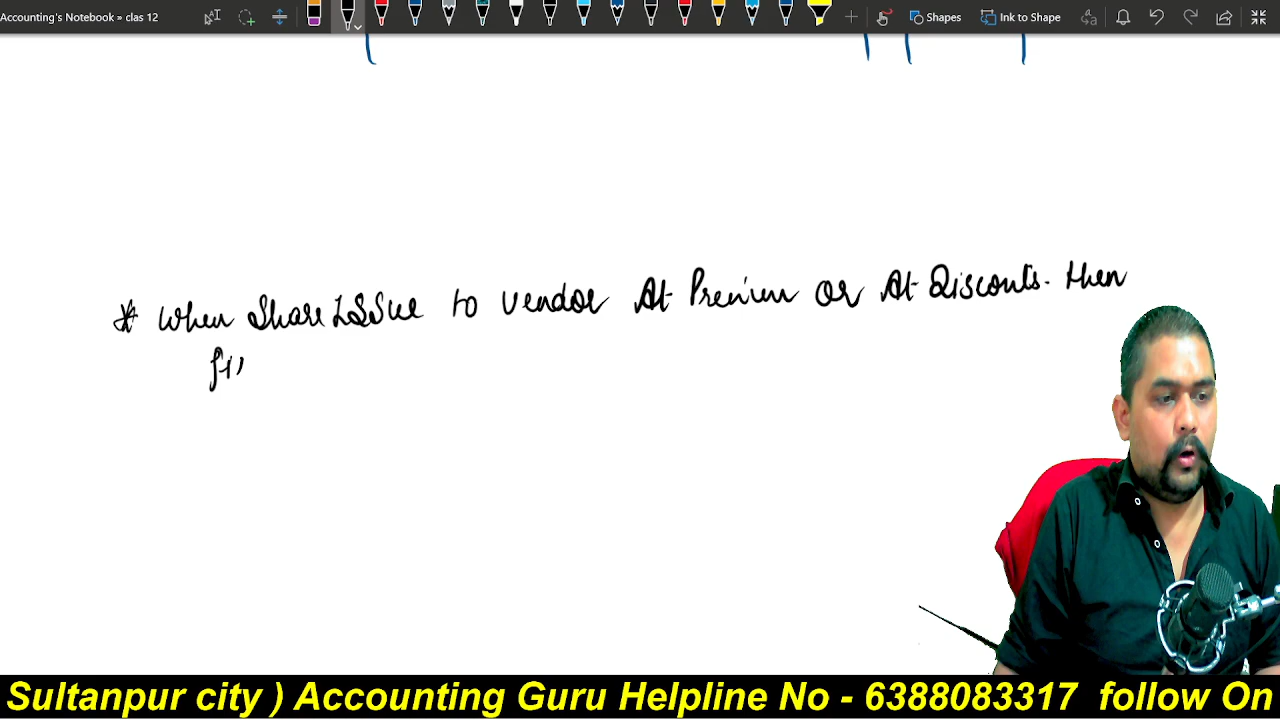 Accounting's Notebook » clas 12
Shapes
Ink to Shape
* When Share ISSue to vendor At Premium or At Disconts. then
Sultanpur city ) Accounting Guru Helpline No - 6388083317 follow On